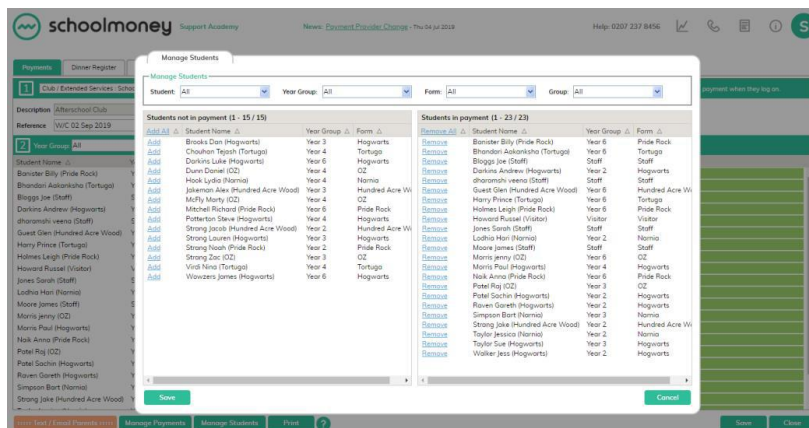 schoolmoney Support Academy News: Payment Provider Change - Thu 04 Jul 2019 Help: 0207 237 8456 S
Payments Dinner Register
1 Club / Extended Services payment when they log on.
Description Afterschool Club
Reference W/C 02 Sep 2019
2 Year Group: All
Student Name
Banister Billy (Pride Rock)
Bhandari Aakanksha (Tortuga)
Bloggs Joe (Staff)
Darkins Andrew (Hogwarts)
dharamshi veena (Staff)
Guest Glen (Hundred Acre Wood)
Harry Prince (Tortuga)
Holmes Leigh (Pride Rock)
Howard Russel (Visitor)
Jones Sarah (Staff)
Lodhia Hari (Narnia)
Moore James (Staff)
Morris jenny (OZ)
Morris Paul (Hogwarts)
Naik Anna (Pride Rock)
Patel Raj (OZ)
Patel Sachin (Hogwarts)
Raven Gareth (Hogwarts)
Simpson Bart (Narnia)
Strang Jake (Hundred Acre Wood)
Manage Students
Manage Students
Student: All Year Group: All Form: All Group: All
Students not in payment (1 - 15 / 15)
Add All Student Name Year Group Form
Add Brooks Dan (Hogwarts) Year 3 Hogwarts
Add Chouhan Tejash (Tortuga) Year 4 Tortuga
Add Darkins Luke (Hogwarts) Year 6 Hogwarts
Add Dunn Daniel (OZ) Year 4 OZ
Add Hook Lydia (Narnia) Year 4 Narnia
Add Jakeman Alex (Hundred Acre Wood) Year 3 Hundred Acre W
Add McFly Marty (OZ) Year 4 OZ
Add Mitchell Richard (Pride Rock) Year 6 Pride Rock
Add Potterton Steve (Hogwarts) Year 4 Hogwarts
Add Strang Jacob (Hundred Acre Wood) Year 2 Hundred Acre W
Add Strang Lauren (Hogwarts) Year 3 Hogwarts
Add Strang Noah (Pride Rock) Year 2 Pride Rock
Add Strang Zac (OZ) Year 3 OZ
Add Virdi Nina (Tortuga) Year 4 Tortuga
Add Wowzers James (Hogwarts) Year 6 Hogwarts
Students in payment (1 - 23 / 23)
Remove All Student Name Year Group Form
Remove Banister Billy (Pride Rock) Year 6 Pride Rock
Remove Bhandari Aakanksha (Tortuga) Year 6 Tortuga
Remove Bloggs Joe (Staff) Staff Staff
Remove Darkins Andrew (Hogwarts) Year 2 Hogwarts
Remove dharamshi veena (Staff) Staff Staff
Remove Guest Glen (Hundred Acre Wood) Year 6 Hundred Acre W
Remove Harry Prince (Tortuga) Year 6 Tortuga
Remove Holmes Leigh (Pride Rock) Year 6 Pride Rock
Remove Howard Russel (Visitor) Visitor Visitor
Remove Jones Sarah (Staff) Staff Staff
Remove Lodhia Hari (Narnia) Year 2 Narnia
Remove Moore James (Staff) Staff Staff
Remove Morris jenny (OZ) Year 6 OZ
Remove Morris Paul (Hogwarts) Year 4 Hogwarts
Remove Naik Anna (Pride Rock) Year 6 Pride Rock
Remove Patel Raj (OZ) Year 3 OZ
Remove Patel Sachin (Hogwarts) Year 2 Hogwarts
Remove Raven Gareth (Hogwarts) Year 2 Hogwarts
Remove Simpson Bart (Narnia) Year 3 Narnia
Remove Strang Jake (Hundred Acre Wood) Year 2 Hundred Acre W
Remove Taylor Jessica (Narnia) Year 2 Narnia
Remove Taylor Sue (Hogwarts) Year 3 Hogwarts
Remove Walker Jess (Hogwarts) Year 2 Hogwarts
Save Cancel
Text / Email Parents Manage Payments Manage Students Print ? Save Close